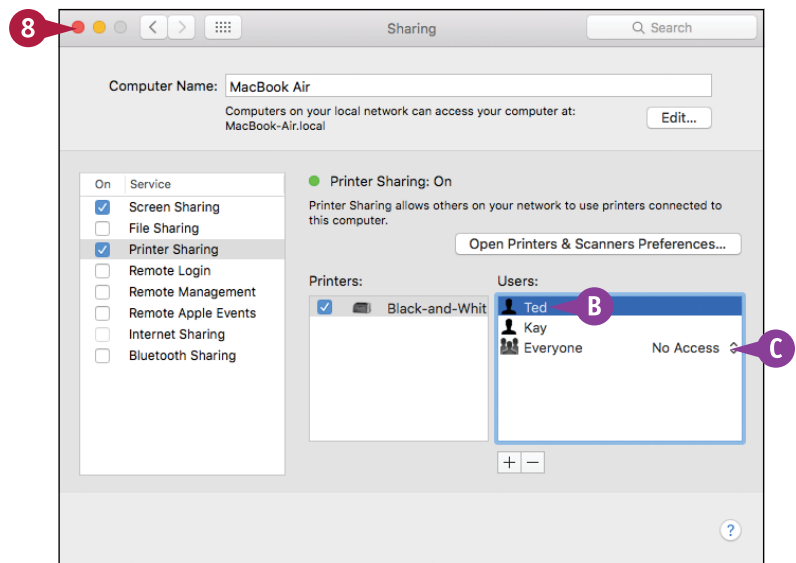 8
Sharing
Search
Computer Name: MacBook Air
Computers on your local network can access your computer at:
MacBook-Air.local
Edit...
On Service
Screen Sharing
File Sharing
Printer Sharing
Remote Login
Remote Management
Remote Apple Events
Internet Sharing
Bluetooth Sharing
Printer Sharing: On
Printer Sharing allows others on your network to use printers connected to
this computer.
Open Printers & Scanners Preferences...
Printers:
Black-and-Whit
Users:
Ted
B
Kay
Everyone No Access
C
+ −
?